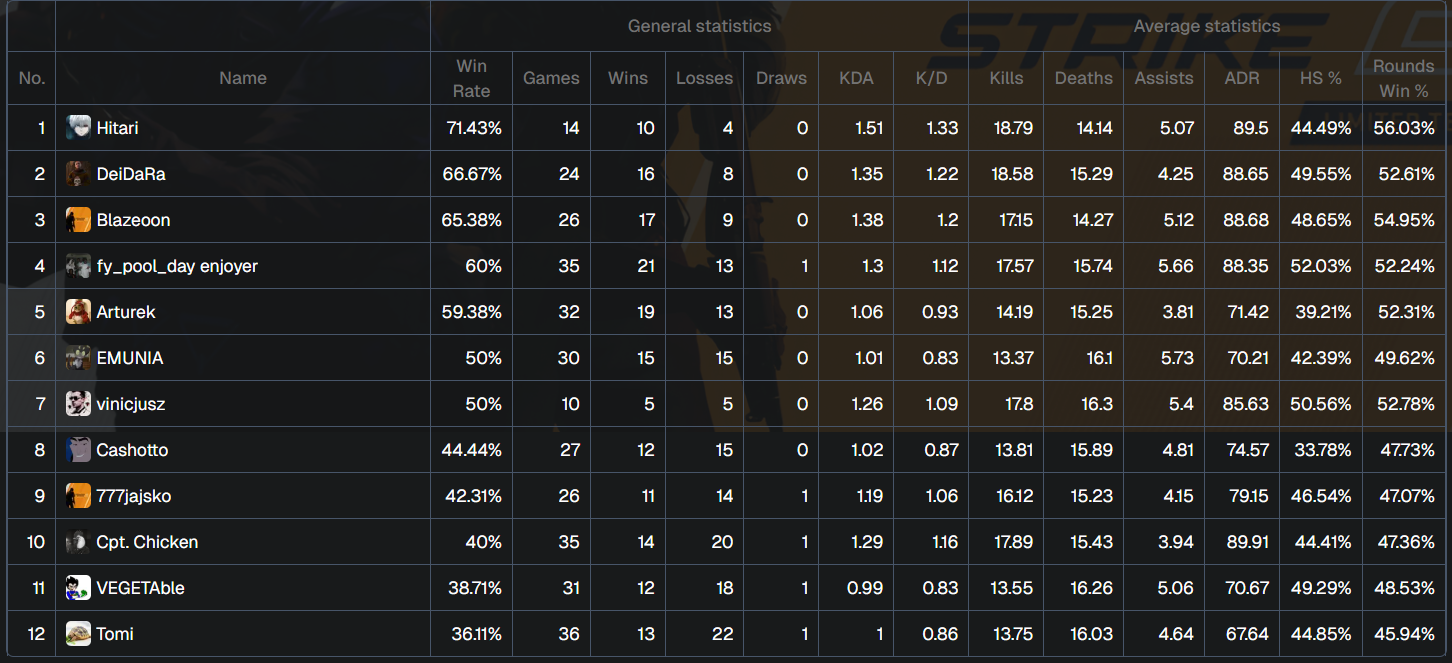 General statistics Average statistics
No. Name Win Rate Games Wins Losses Draws KDA K/D Kills Deaths Assists ADR HS % Rounds Win %
1 Hitari 71.43% 14 10 4 0 1.51 1.33 18.79 14.14 5.07 89.5 44.49% 56.03%
2 DeiDaRa 66.67% 24 16 8 0 1.35 1.22 18.58 15.29 4.25 88.65 49.55% 52.61%
3 Blazeoon 65.38% 26 17 9 0 1.38 1.2 17.15 14.27 5.12 88.68 48.65% 54.95%
4 fy_pool_day enjoyer 60% 35 21 13 1 1.3 1.12 17.57 15.74 5.66 88.35 52.03% 52.24%
5 Arturek 59.38% 32 19 13 0 1.06 0.93 14.19 15.25 3.81 71.42 39.21% 52.31%
6 EMUNIA 50% 30 15 15 0 1.01 0.83 13.37 16.1 5.73 70.21 42.39% 49.62%
7 vinicjusz 50% 10 5 5 0 1.26 1.09 17.8 16.3 5.4 85.63 50.56% 52.78%
8 Cashotto 44.44% 27 12 15 0 1.02 0.87 13.81 15.89 4.81 74.57 33.78% 47.73%
9 777jajsko 42.31% 26 11 14 1 1.19 1.06 16.12 15.23 4.15 79.15 46.54% 47.07%
10 Cpt. Chicken 40% 35 14 20 1 1.29 1.16 17.89 15.43 3.94 89.91 44.41% 47.36%
11 VEGETAble 38.71% 31 12 18 1 0.99 0.83 13.55 16.26 5.06 70.67 49.29% 48.53%
12 Tomi 36.11% 36 13 22 1 1 0.86 13.75 16.03 4.64 67.64 44.85% 45.94%
STRIKE